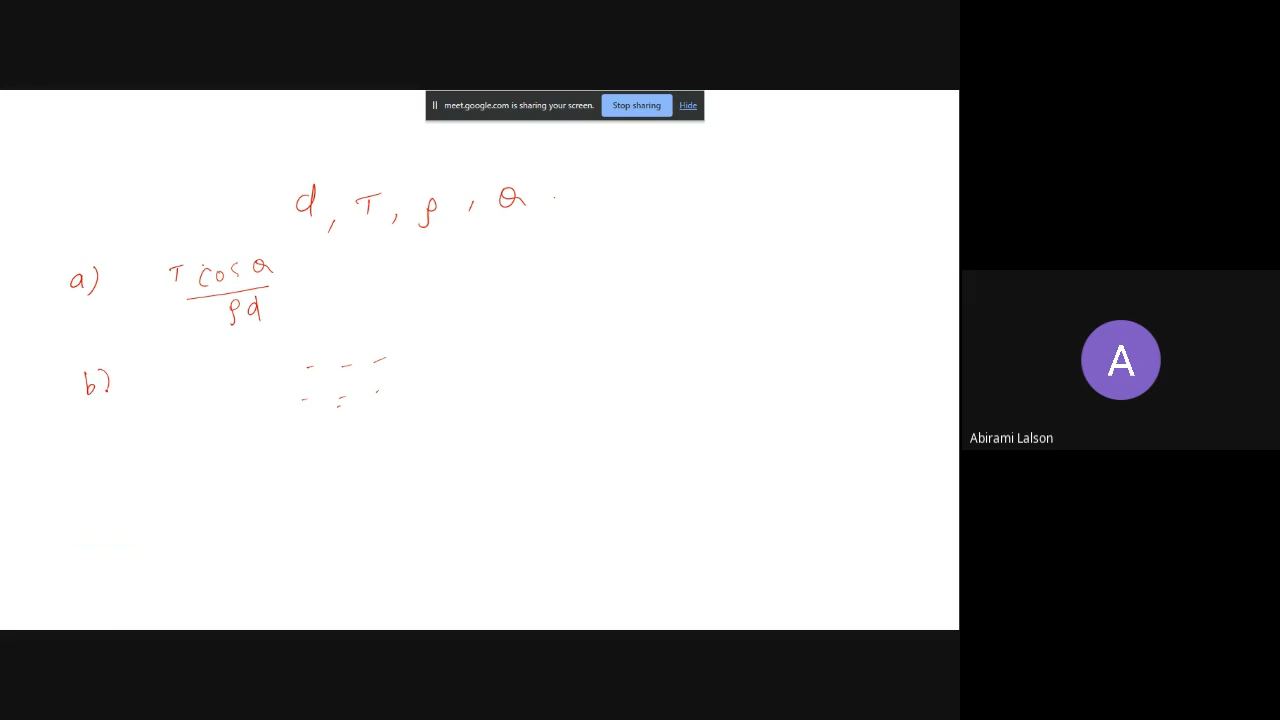 meet.google.com is sharing your screen. Stop sharing Hide
d, T, ρ, θ
a) T cos θ
ρd
b)
A
Abirami Lalson